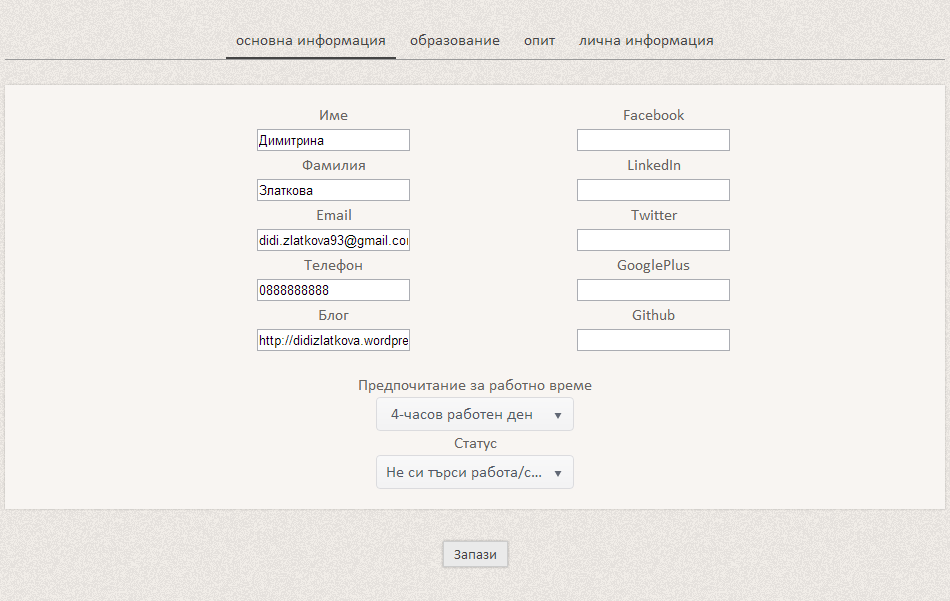 основна информация образование опит лична информация
Име
Димитрина
Фамилия
Златкова
Email
didi.zlatkova93@gmail.co
Телефон
0888888888
Блог
http://didizlatkova.wordpre
Facebook
LinkedIn
Twitter
GooglePlus
Github
Предпочитание за работно време
4-часов работен ден
Статус
Не си търси работа/с...
Запази